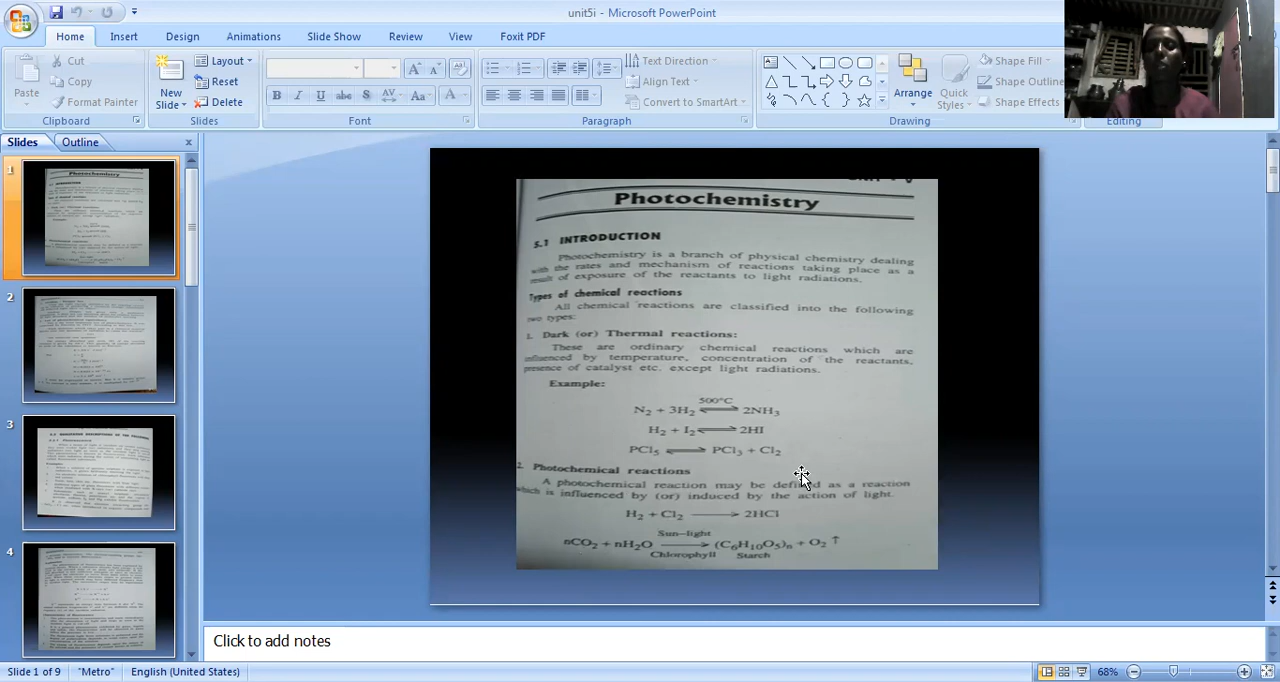 unit5i - Microsoft PowerPoint
Home Insert Design Animations Slide Show Review View Foxit PDF
Cut
Copy
Format Painter
Paste
Clipboard
New
Slide
Layout
Reset
Delete
Slides
B I U abe S AV Aa A
Font
Text Direction
Align Text
Convert to SmartArt
Paragraph
Arrange
Quick
Styles
Shape Fill
Shape Outline
Shape Effects
Drawing
Editing
Slides Outline
1
2
3
4
Photochemistry
5.1 INTRODUCTION
Photochemistry is a branch of physical chemistry dealing
with the rates and mechanism of reactions taking place as a
result of exposure of the reactants to light radiations.
Types of chemical reactions
All chemical reactions are classified into the following
two types:
1. Dark (or) Thermal reactions:
These are ordinary chemical reactions which are
influenced by temperature, concentration of the reactants,
presence of catalyst etc. except light radiations.
Example:
500°C
N₂ + 3H₂ ⇌ 2NH₃
H₂ + I₂ ⇌ 2HI
PCl₅ ⇌ PCl₃ + Cl₂
2. Photochemical reactions
A photochemical reaction may be defined as a reaction
which is influenced by (or) induced by the action of light.
H₂ + Cl₂ → 2HCl
Sun-light
nCO₂ + nH₂O → (C₆H₁₀O₅)n + O₂ ↑
Chlorophyll Starch
Click to add notes
Slide 1 of 9 "Metro" English (United States) 68%